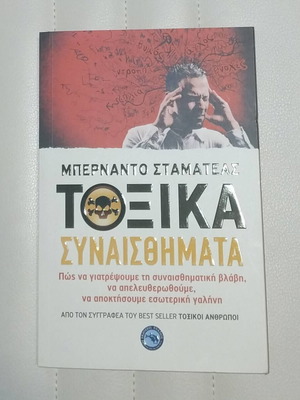 ΜΠΕΡΝΑΝΤΟ ΣΤΑΜΑΤΕΑΣ
ΤΟΞΙΚΑ
ΣΥΝΑΙΣΘΗΜΑΤΑ
Πώς να γιατρέψουμε τη συναισθηματική βλάβη,
να απελευθερωθούμε,
να αποκτήσουμε εσωτερική γαλήνη
ΑΠΟ ΤΟΝ ΣΥΓΓΡΑΦΕΑ ΤΟΥ BEST SELLER ΤΟΞΙΚΟΙ ΑΝΘΡΩΠΟΙ